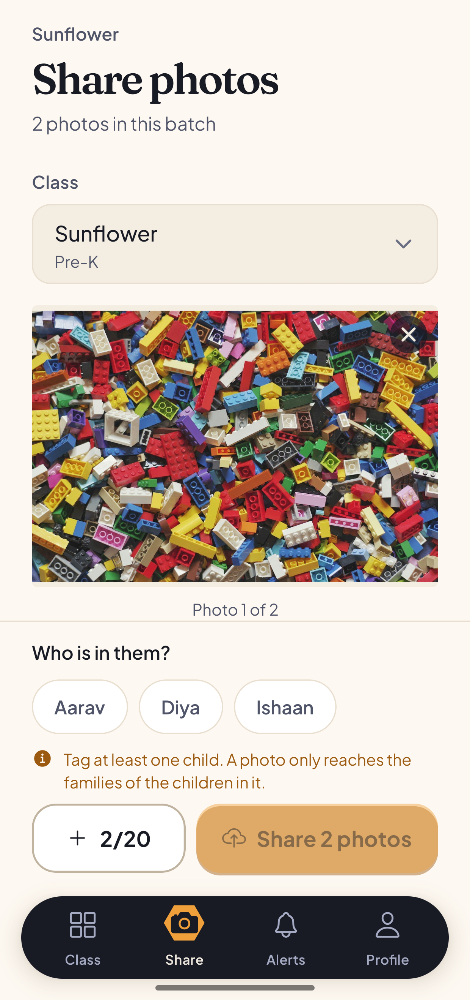 Sunflower
Share photos
2 photos in this batch
Class
Sunflower
Pre-K
Photo 1 of 2
Who is in them?
Aarav
Diya
Ishaan
Tag at least one child. A photo only reaches the
families of the children in it.
2/20
Share 2 photos
Class
Share
Alerts
Profile